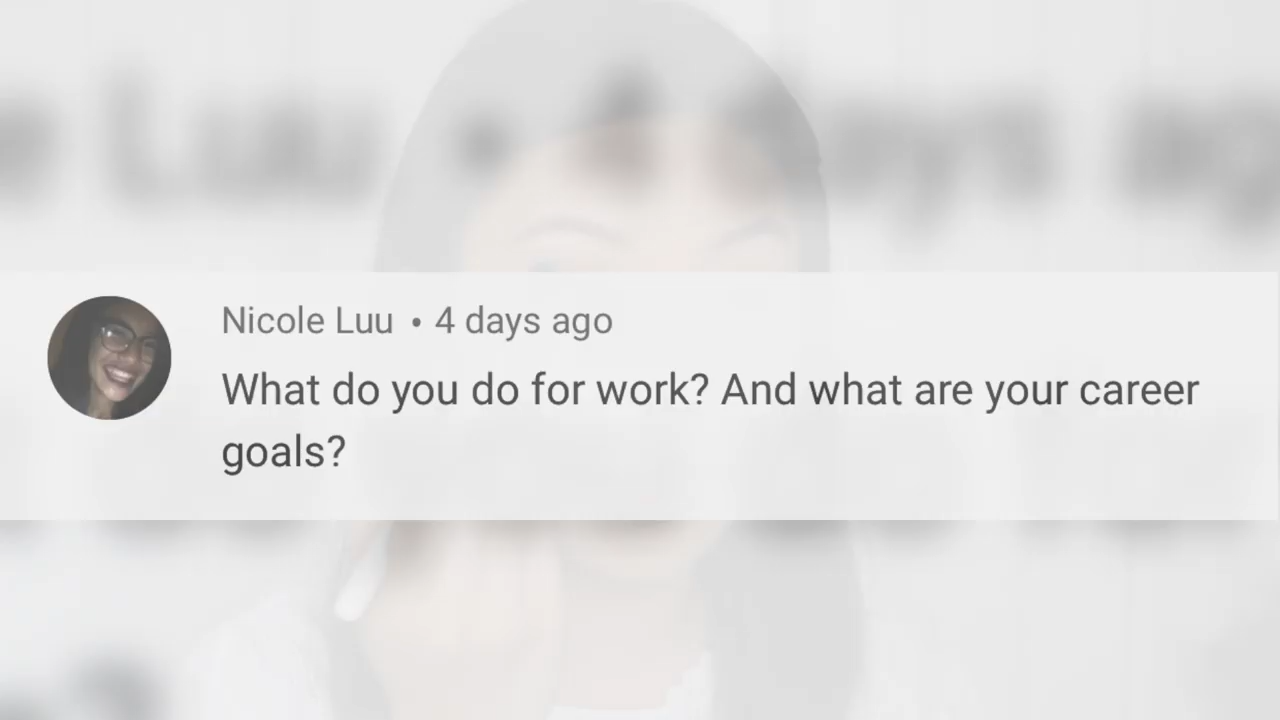 Nicole Luu • 4 days ago
What do you do for work? And what are your career
goals?